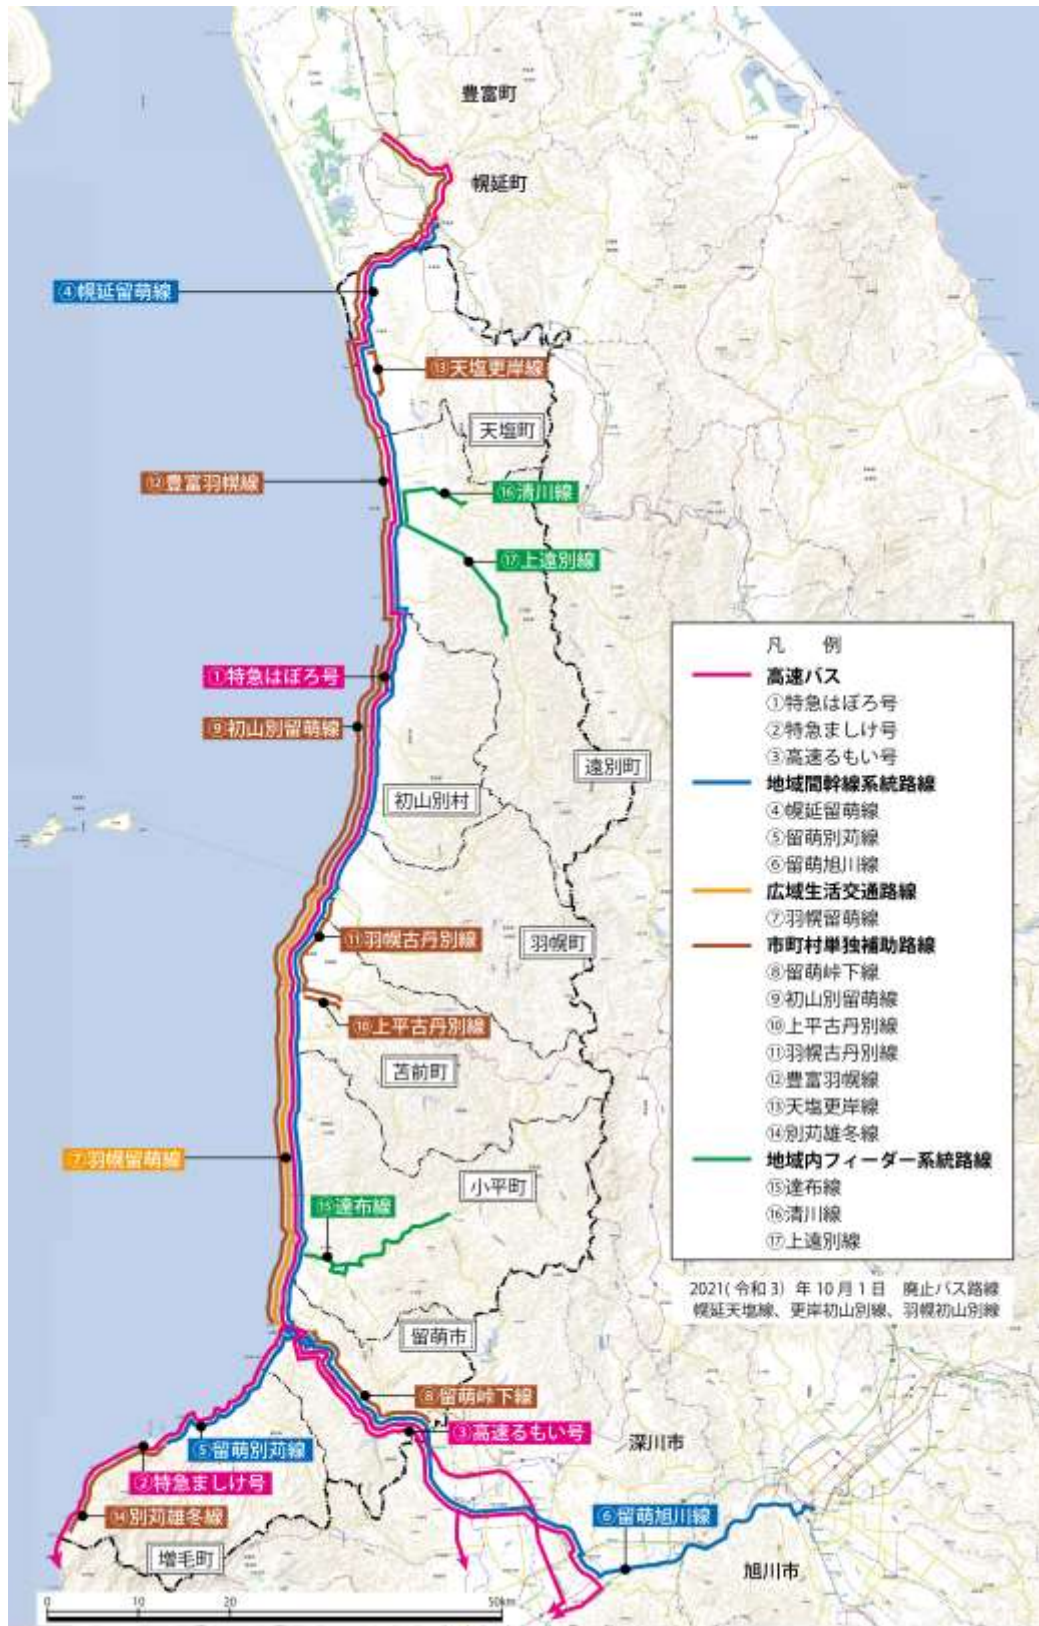 豊富町
幌延町
④幌延留萌線
⑬天塩更岸線
天塩町
⑫豊富羽幌線
⑯清川線
⑰上遠別線
①特急はぼろ号
⑨初山別留萌線
遠別町
初山別村
⑪羽幌古丹別線
羽幌町
⑩上平古丹別線
苫前町
⑦羽幌留萌線
小平町
⑮達布線
留萌市
⑧留萌峠下線
③高速るもい号
深川市
⑤留萌別苅線
②特急ましけ号
⑭別苅雄冬線
⑥留萌旭川線
増毛町
旭川市
0 10 20 50km
凡 例
高速バス
①特急はぼろ号
②特急ましけ号
③高速るもい号
地域間幹線系統路線
④幌延留萌線
⑤留萌別苅線
⑥留萌旭川線
広域生活交通路線
⑦羽幌留萌線
市町村単独補助路線
⑧留萌峠下線
⑨初山別留萌線
⑩上平古丹別線
⑪羽幌古丹別線
⑫豊富羽幌線
⑬天塩更岸線
⑭別苅雄冬線
地域内フィーダー系統路線
⑮達布線
⑯清川線
⑰上遠別線
2021(令和3) 年10月1日 廃止バス路線
幌延天塩線、更岸初山別線、羽幌初山別線